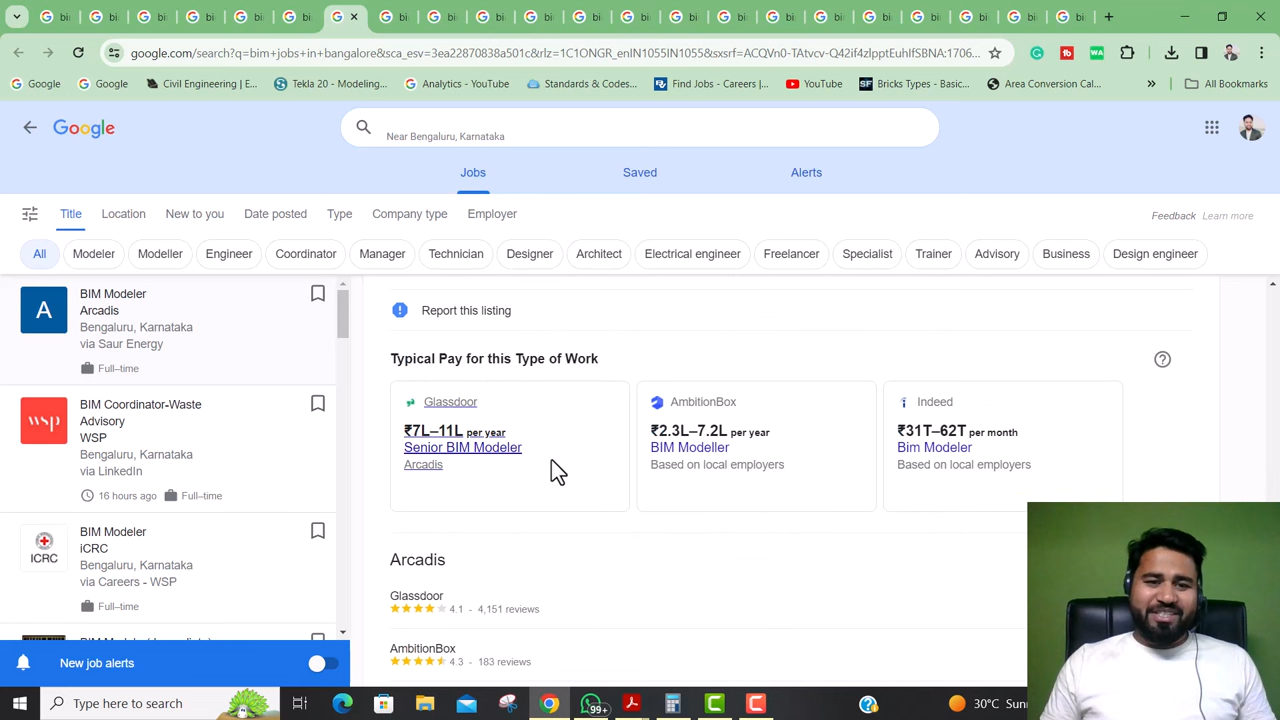 google.com/search?q=bim+jobs+in+bangalore&sca_esv=3ea22870838a501c&rlz=1C1ONGR_enIN1055IN1055&sxsrf=ACQVn0-TAtvcv-Q42if4zlpptEuhIfSBNA:1706...
Google
Google
Civil Engineering | E...
Tekla 20 - Modeling...
Analytics - YouTube
Standards & Codes...
Find Jobs - Careers |...
YouTube
Bricks Types - Basic...
Area Conversion Cal...
All Bookmarks
Google
Near Bengaluru, Karnataka
Jobs
Saved
Alerts
Title
Location
New to you
Date posted
Type
Company type
Employer
Feedback
Learn more
All
Modeler
Modeller
Engineer
Coordinator
Manager
Technician
Designer
Architect
Electrical engineer
Freelancer
Specialist
Trainer
Advisory
Business
Design engineer
A
BIM Modeler
Arcadis
Bengaluru, Karnataka
via Saur Energy
Full–time
wsp
BIM Coordinator-Waste
Advisory
WSP
Bengaluru, Karnataka
via LinkedIn
16 hours ago
Full–time
ICRC
BIM Modeler
iCRC
Bengaluru, Karnataka
via Careers - WSP
Full–time
New job alerts
Report this listing
Typical Pay for this Type of Work
Glassdoor
₹7L–11L per year
Senior BIM Modeler
Arcadis
AmbitionBox
₹2.3L–7.2L per year
BIM Modeller
Based on local employers
Indeed
₹31T–62T per month
Bim Modeler
Based on local employers
Arcadis
Glassdoor
4.1 - 4,151 reviews
AmbitionBox
4.3 - 183 reviews
Type here to search
99+
30°C Sunn